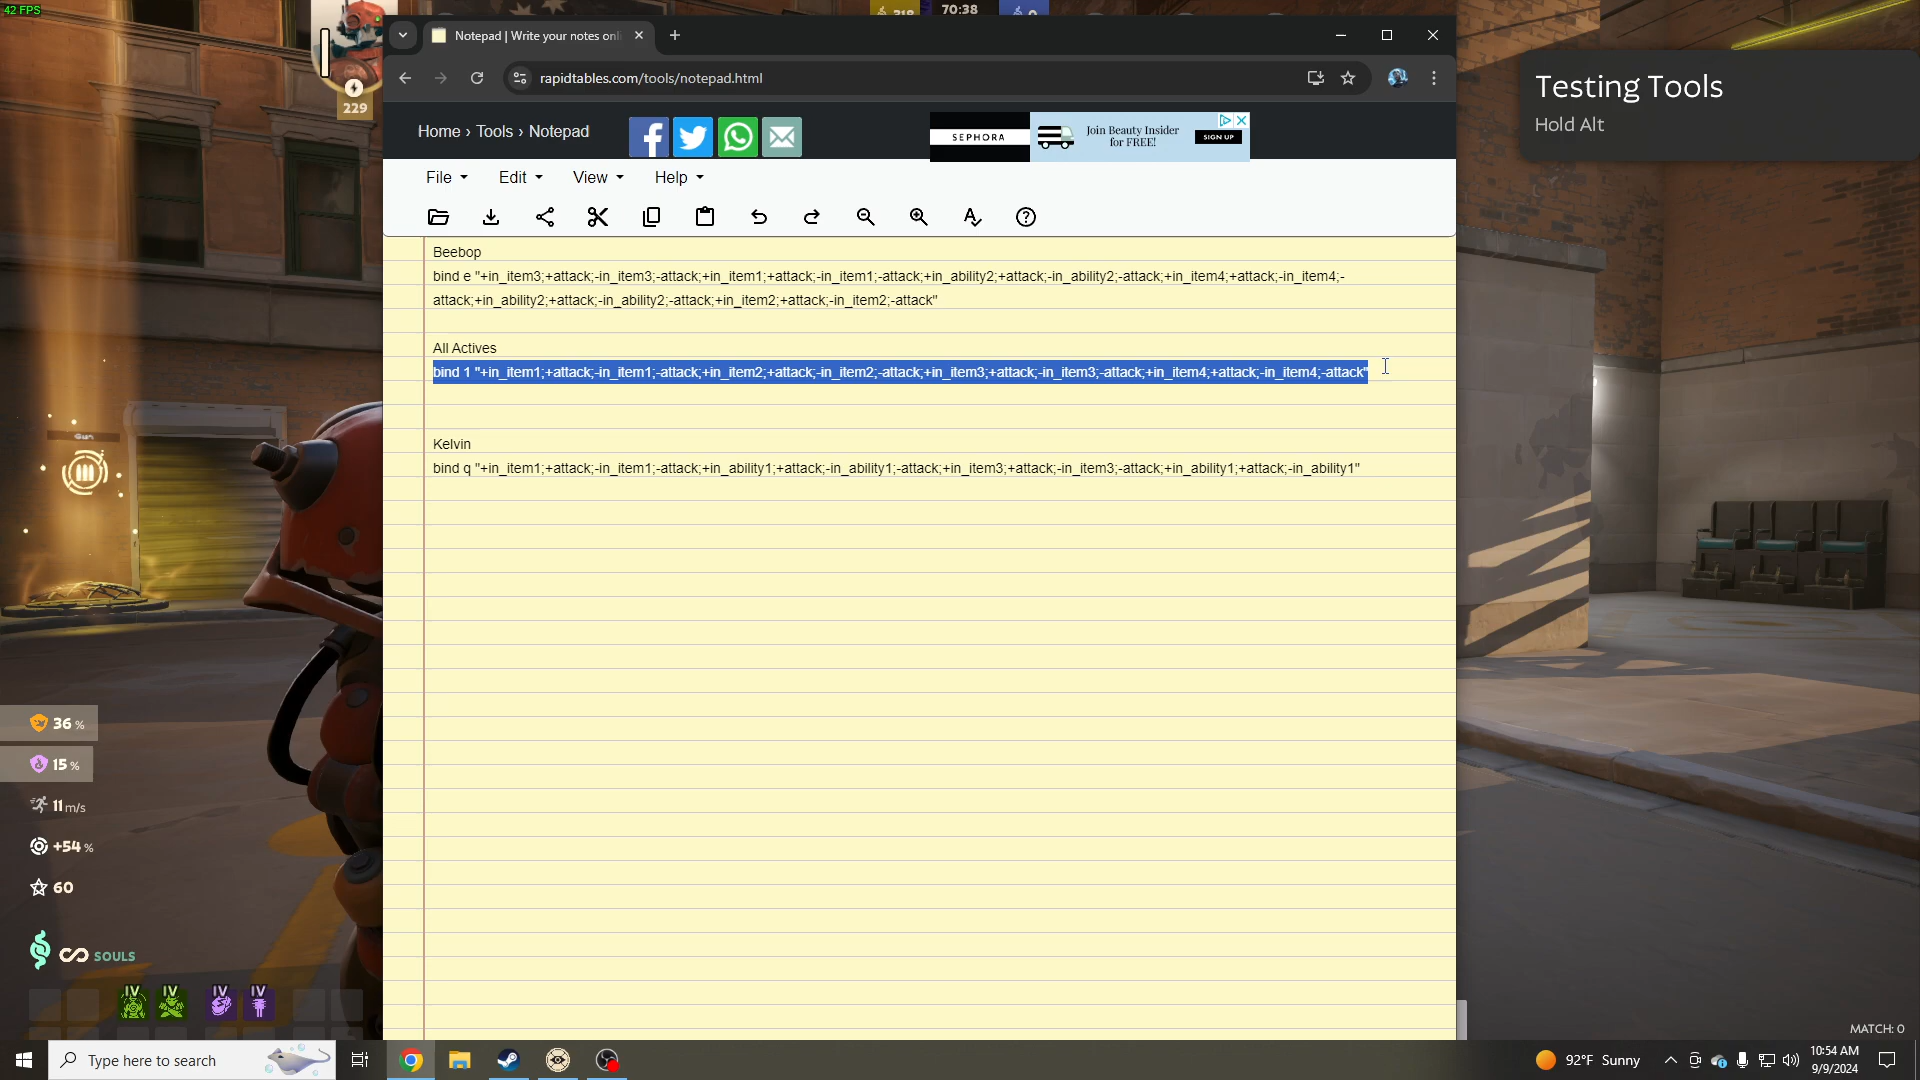 42 FPS
318
70:38
0
Notepad | Write your notes onli
rapidtables.com/tools/notepad.html
229
Home › Tools › Notepad
SEPHORA
Join Beauty Insider
for FREE!
SIGN UP
Testing Tools
Hold Alt
File
Edit
View
Help
Beebop
bind e "+in_item3;+attack;-in_item3;-attack;+in_item1;+attack;-in_item1;-attack;+in_ability2;+attack;-in_ability2;-attack;+in_item4;+attack;-in_item4;-
attack;+in_ability2;+attack;-in_ability2;-attack;+in_item2;+attack;-in_item2;-attack"
All Actives
bind 1 "+in_item1;+attack;-in_item1;-attack;+in_item2;+attack;-in_item2;-attack;+in_item3;+attack;-in_item3;-attack;+in_item4;+attack;-in_item4;-attack"
Kelvin
bind q "+in_item1;+attack;-in_item1;-attack;+in_ability1;+attack;-in_ability1;-attack;+in_item3;+attack;-in_item3;-attack;+in_ability1;+attack;-in_ability1"
Gun
36 %
15 %
11 m/s
+54 %
60
SOULS
IV IV IV IV
MATCH: 0
Type here to search
92°F Sunny
10:54 AM
9/9/2024